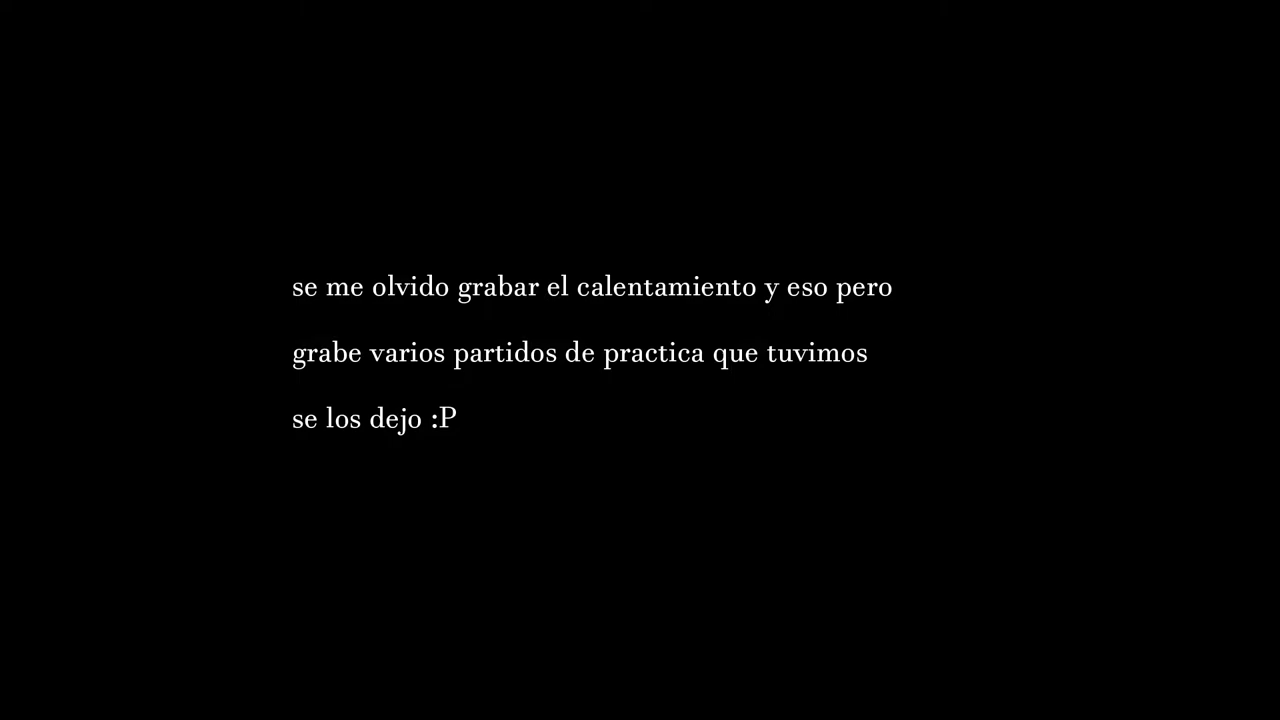 se me olvido grabar el calentamiento y eso pero
grabe varios partidos de practica que tuvimos
se los dejo :P